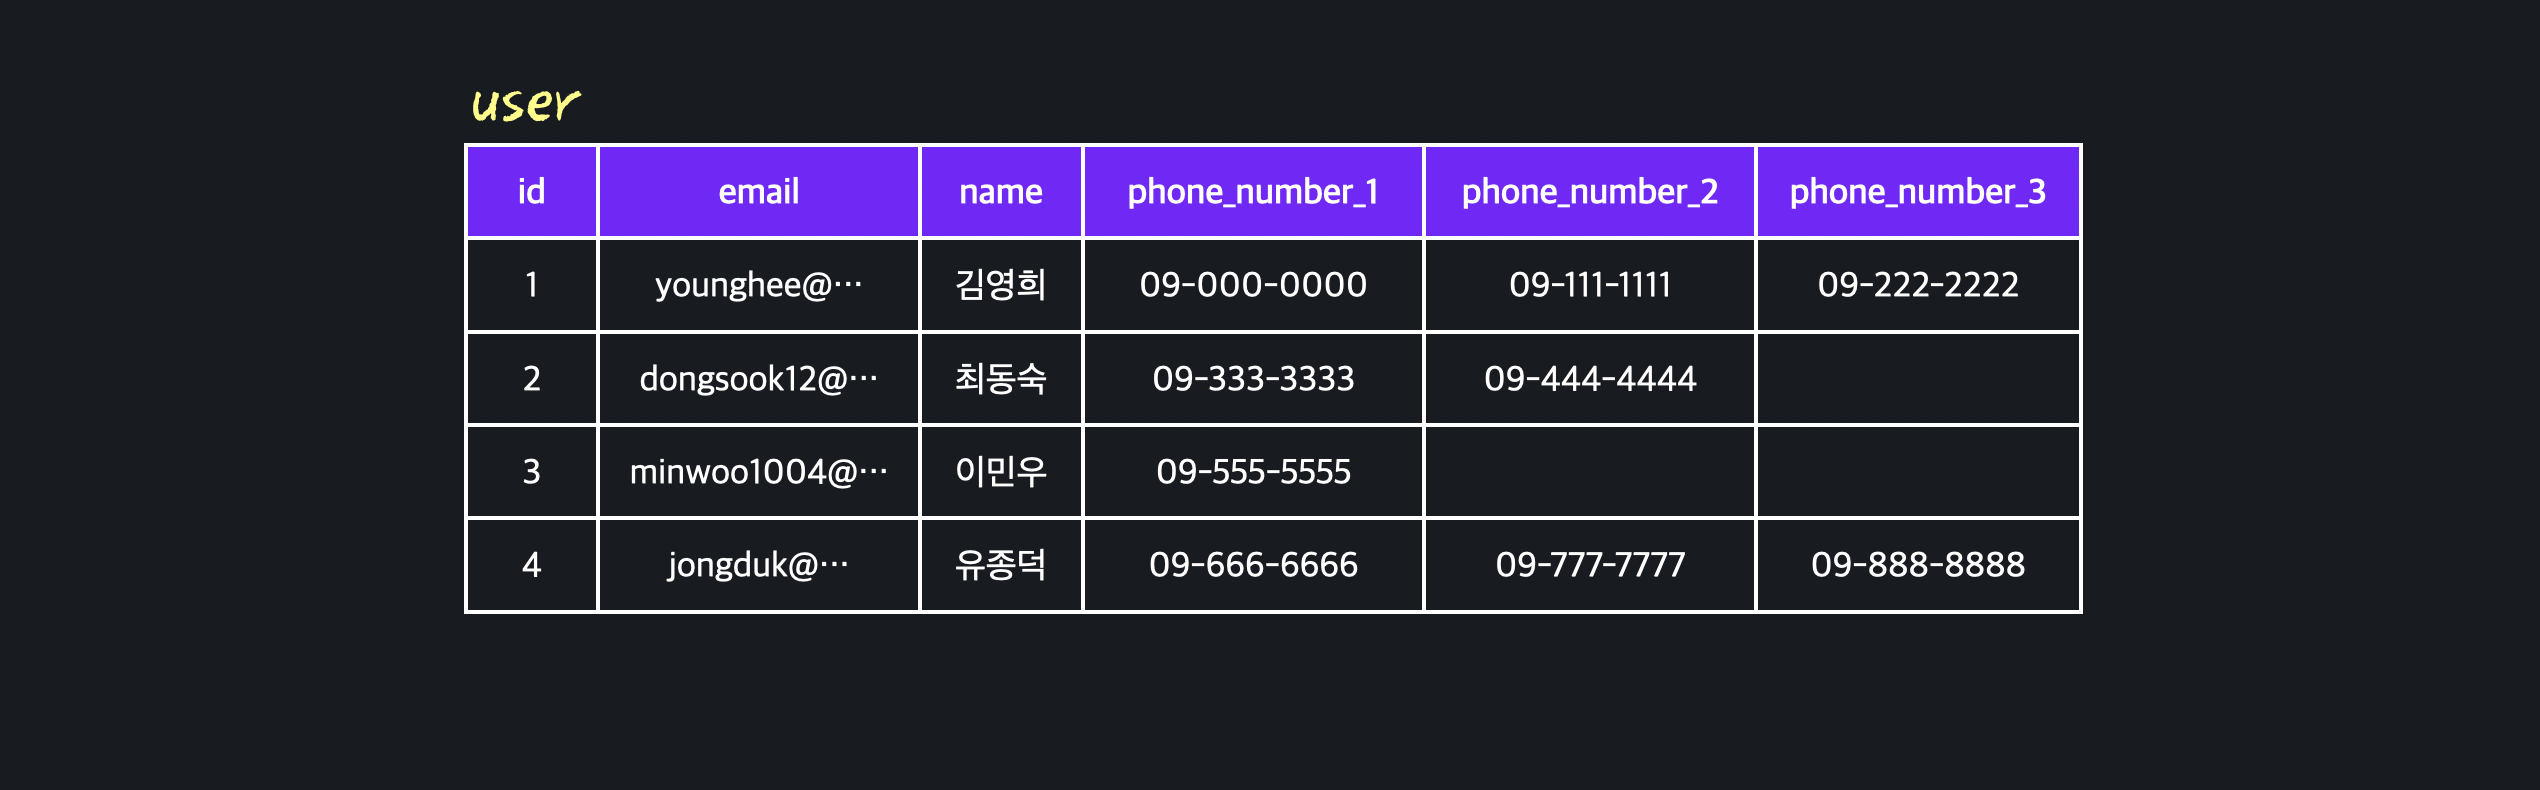 user
id email name phone_number_1 phone_number_2 phone_number_3
1 younghee@… 김영희 09-000-0000 09-111-1111 09-222-2222
2 dongsook12@… 최동숙 09-333-3333 09-444-4444
3 minwoo1004@… 이민우 09-555-5555
4 jongduk@… 유종덕 09-666-6666 09-777-7777 09-888-8888